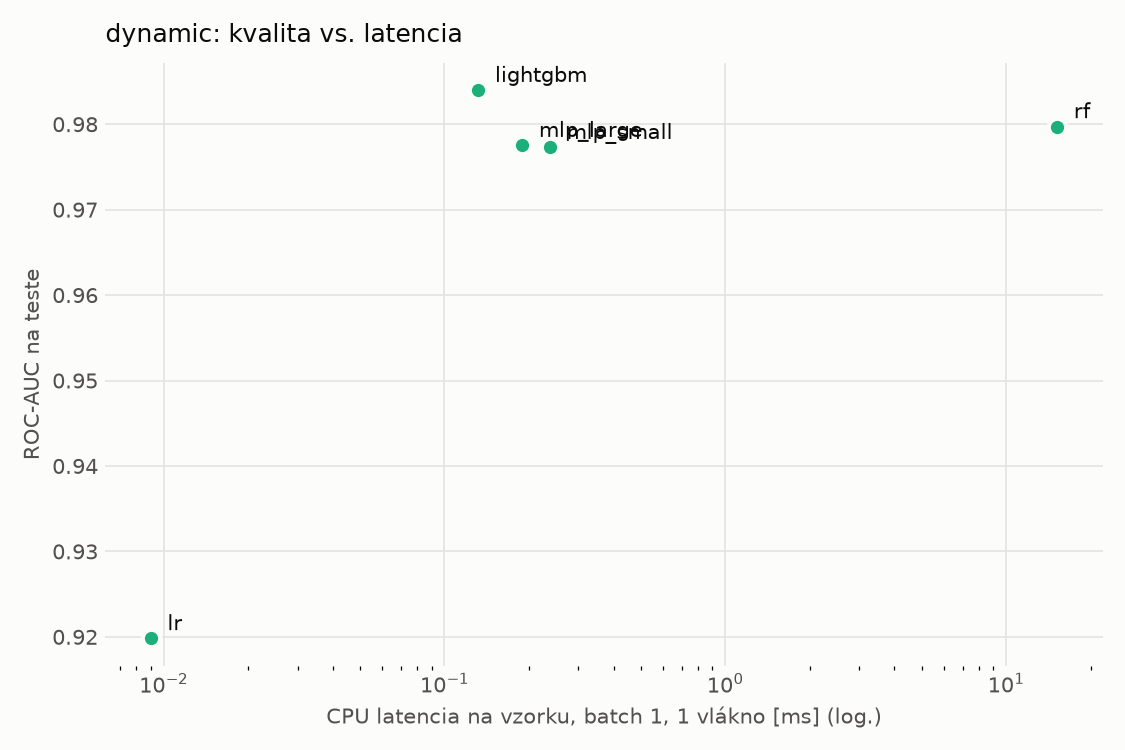 dynamic: kvalita vs. latencia
lightgbm
rf
mlp_large
mlp_small
lr
ROC-AUC na teste
0.98
0.97
0.96
0.95
0.94
0.93
0.92
10⁻² 10⁻¹ 10⁰ 10¹
CPU latencia na vzorku, batch 1, 1 vlákno [ms] (log.)